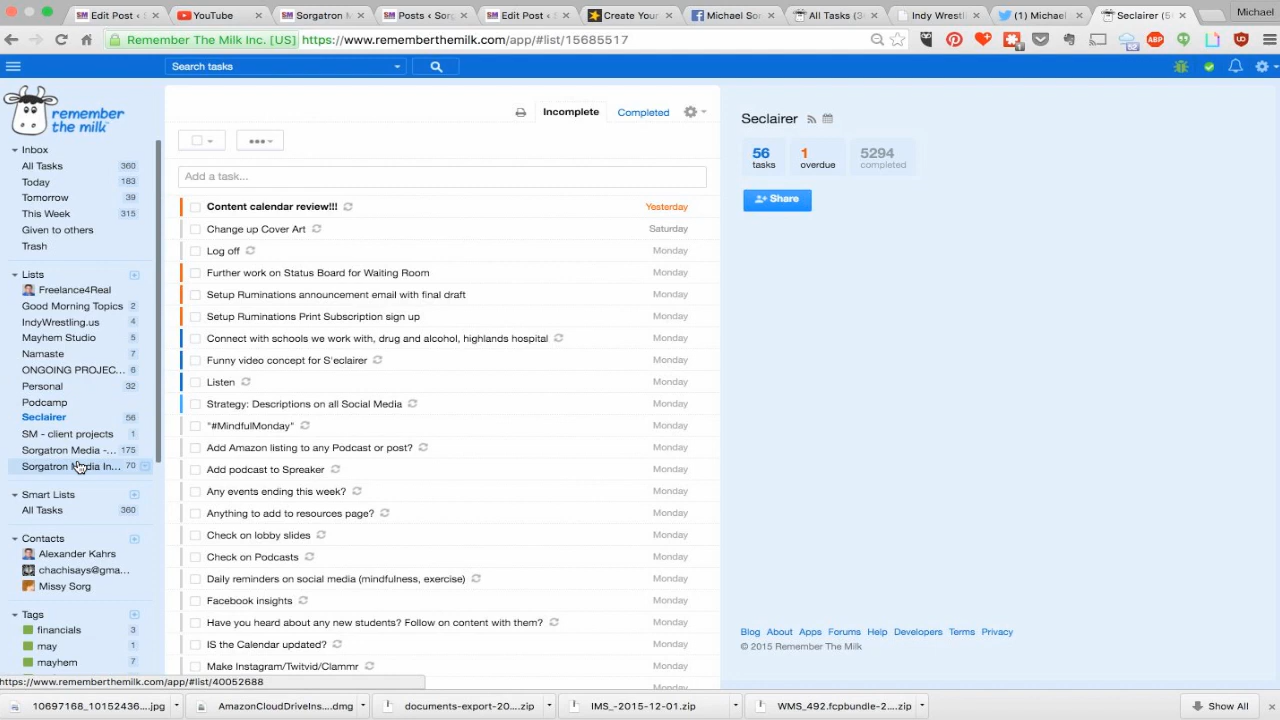 Edit Post ‹ S
YouTube
Sorgatron M
Posts ‹ Sorg
Edit Post ‹ S
Create Your
Michael Sor
All Tasks (3
Indy Wrestli
(1) Michael
Seclairer (5
Michael
Remember The Milk Inc. [US]
https://www.rememberthemilk.com/app/#list/15685517
Search tasks
remember
the milk
Inbox
All Tasks 360
Today 183
Tomorrow 39
This Week 315
Given to others
Trash
Lists
Freelance4Real
Good Morning Topics 2
IndyWrestling.us 4
Mayhem Studio 5
Namaste 7
ONGOING PROJEC... 6
Personal 32
Podcamp
Seclairer 56
SM - client projects 1
Sorgatron Media -... 175
Sorgatron Media In... 70
Smart Lists
All Tasks 360
Contacts
Alexander Kahrs
chachisays@gma...
Missy Sorg
Tags
financials 3
may 1
mayhem 7
Incomplete
Completed
Add a task...
Content calendar review!!! Yesterday
Change up Cover Art Saturday
Log off Monday
Further work on Status Board for Waiting Room Monday
Setup Ruminations announcement email with final draft Monday
Setup Ruminations Print Subscription sign up Monday
Connect with schools we work with, drug and alcohol, highlands hospital Monday
Funny video concept for S'eclairer Monday
Listen Monday
Strategy: Descriptions on all Social Media Monday
"#MindfulMonday" Monday
Add Amazon listing to any Podcast or post? Monday
Add podcast to Spreaker Monday
Any events ending this week? Monday
Anything to add to resources page? Monday
Check on lobby slides Monday
Check on Podcasts Monday
Daily reminders on social media (mindfulness, exercise) Monday
Facebook insights Monday
Have you heard about any new students? Follow on content with them? Monday
IS the Calendar updated? Monday
Make Instagram/Twitvid/Clammr Monday
Seclairer
56 tasks
1 overdue
5294 completed
Share
Blog About Apps Forums Help Developers Terms Privacy
© 2015 Remember The Milk
https://www.rememberthemilk.com/app/#list/40052688
10697168_10152436....jpg
AmazonCloudDriveIns....dmg
documents-export-20....zip
IMS_-2015-12-01.zip
WMS_492.fcpbundle-2....zip
Show All